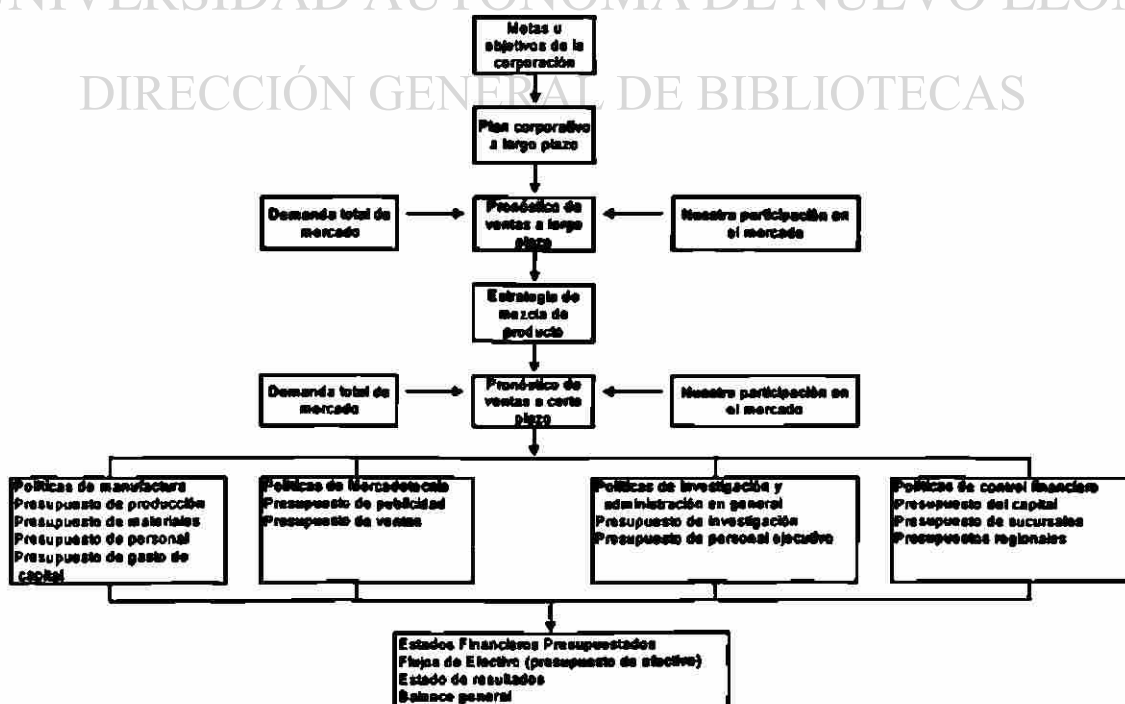 UNIVERSIDAD AUTÓNOMA DE NUEVO LEÓN
Metas u
objetivos de la
corporación
DIRECCIÓN GENERAL DE BIBLIOTECAS
Plan corporativo
a largo plazo
Demanda total de
mercado
Pronóstico de
ventas a largo
plazo
Nuestra participación en
el mercado
Estrategia de
mezcla de
producto
Demanda total de
mercado
Pronóstico de
ventas a corto
plazo
Nuestra participación en
el mercado
Políticas de manufactura
Presupuesto de producción
Presupuesto de materiales
Presupuesto de personal
Presupuesto de gasto de
capital
Políticas de Mercadotecnia
Presupuesto de publicidad
Presupuesto de ventas
Políticas de investigación y
administración en general
Presupuesto de investigación
Presupuesto de personal ejecutivo
Políticas de control financiero
Presupuesto del capital
Presupuesto de sucursales
Presupuestos regionales
Estados Financieros Presupuestados
Flujos de Efectivo (presupuesto de efectivo)
Estado de resultados
Balance general